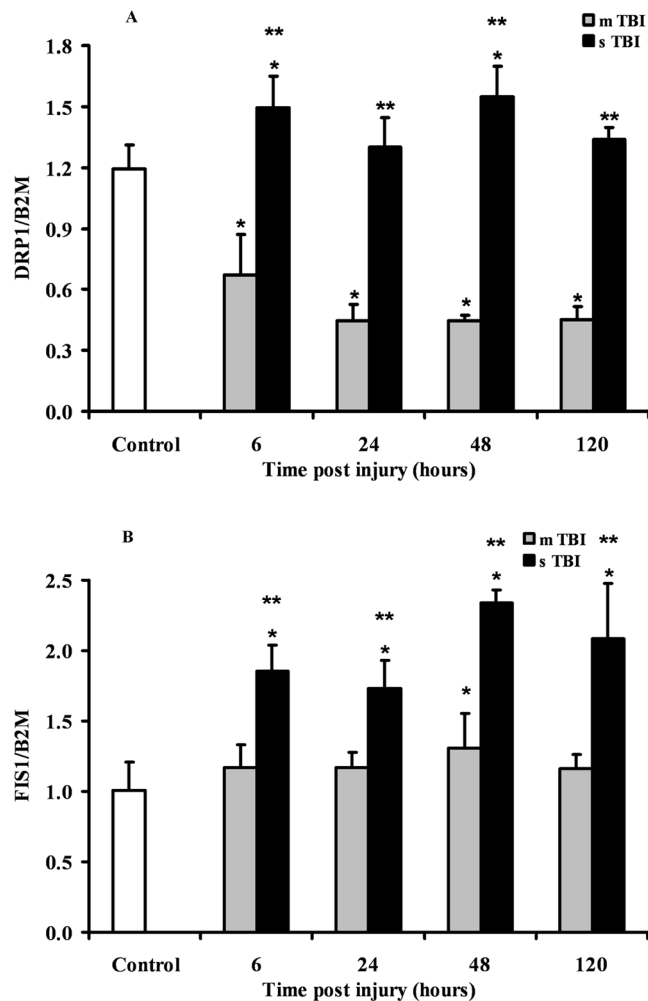 A
m TBI
s TBI
DRP1/B2M
1.8
1.5
1.2
0.9
0.6
0.3
0.0
*
**
*
*
**
*
**
*
*
**
Control 6 24 48 120
Time post injury (hours)
B
m TBI
s TBI
FIS1/B2M
2.5
2.0
1.5
1.0
0.5
0.0
**
*
**
*
*
**
*
**
*
Control 6 24 48 120
Time post injury (hours)